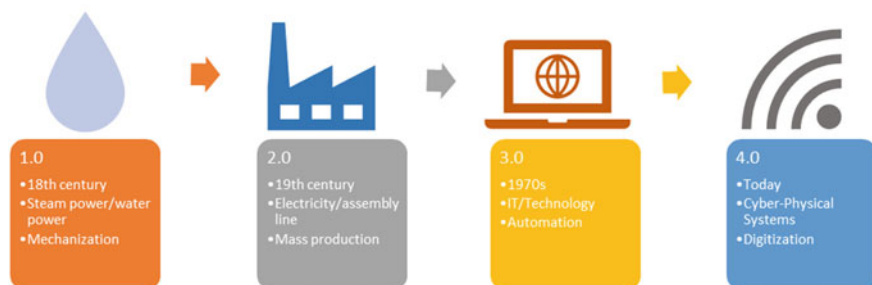 1.0
•18th century
•Steam power/water
power
•Mechanization
2.0
•19th century
•Electricity/assembly
line
•Mass production
3.0
•1970s
•IT/Technology
•Automation
4.0
•Today
•Cyber-Physical
Systems
•Digitization